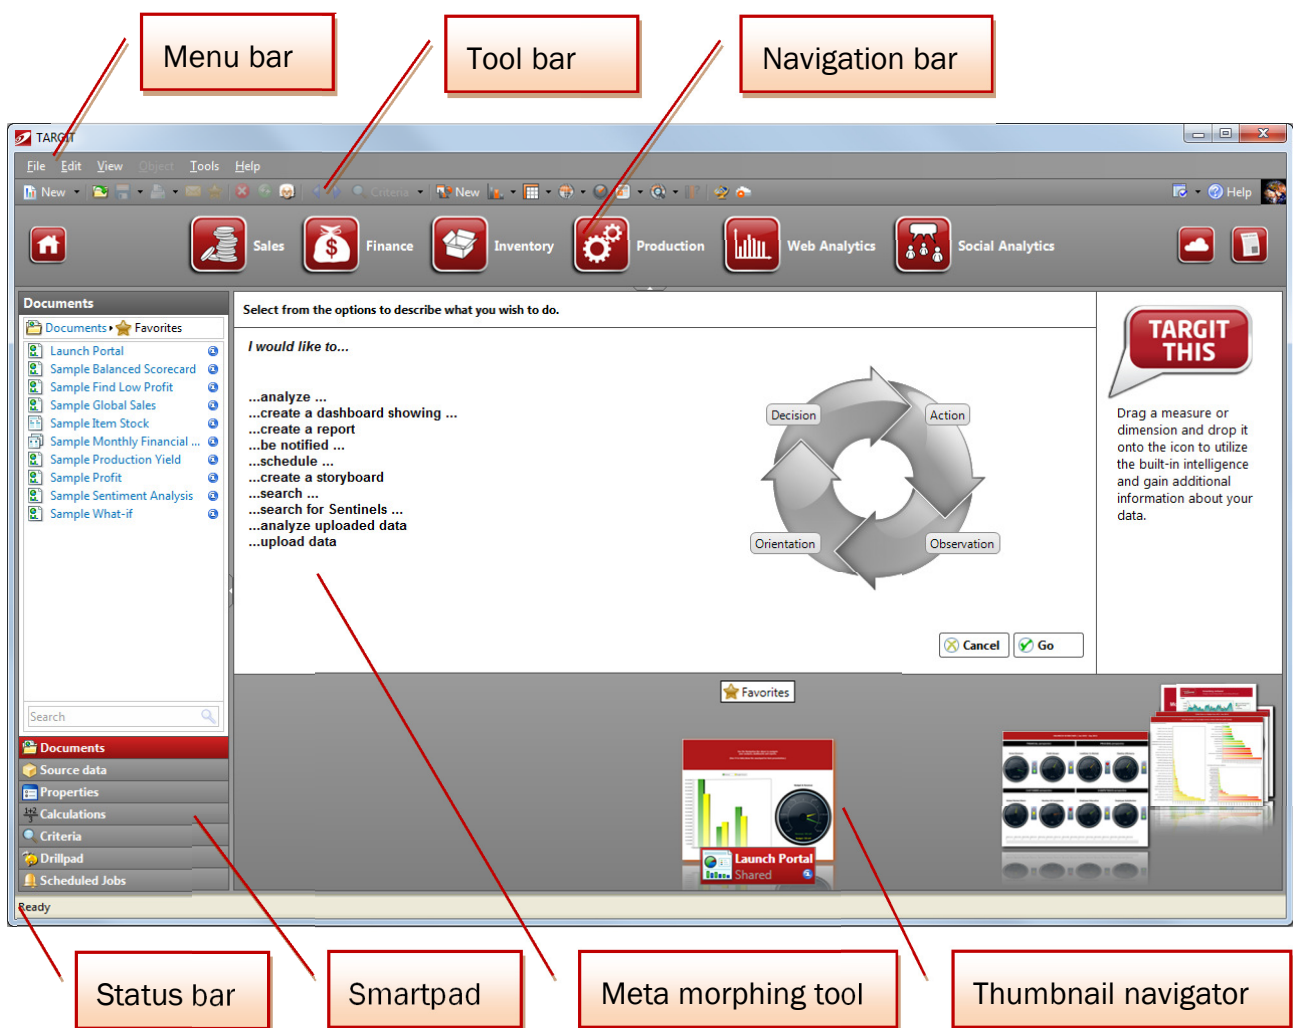 Menu bar
Tool bar
Navigation bar
TARGIT
File Edit View Object Tools Help
New Criteria New Help
Sales Finance Inventory Production Web Analytics Social Analytics
Documents
Documents Favorites
Launch Portal
Sample Balanced Scorecard
Sample Find Low Profit
Sample Global Sales
Sample Item Stock
Sample Monthly Financial ...
Sample Production Yield
Sample Profit
Sample Sentiment Analysis
Sample What-if
Search
Documents
Source data
Properties
Calculations
Criteria
Drillpad
Scheduled Jobs
Ready
Select from the options to describe what you wish to do.
I would like to...
...analyze ...
...create a dashboard showing ...
...create a report
...be notified ...
...schedule ...
...create a storyboard
...search ...
...search for Sentinels ...
...analyze uploaded data
...upload data
Decision
Action
Orientation
Observation
Cancel
Go
TARGIT
THIS
Drag a measure or
dimension and drop it
onto the icon to utilize
the built-in intelligence
and gain additional
information about your
data.
Favorites
Launch Portal
Shared
Status bar
Smartpad
Meta morphing tool
Thumbnail navigator